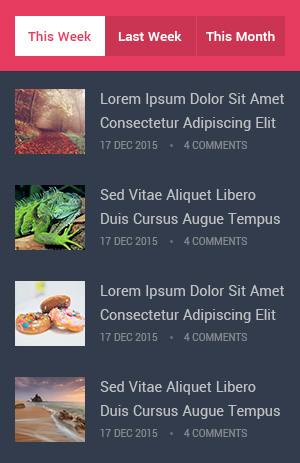 This Week Last Week This Month
Lorem Ipsum Dolor Sit Amet
Consectetur Adipiscing Elit
17 DEC 2015 • 4 COMMENTS
Sed Vitae Aliquet Libero
Duis Cursus Augue Tempus
17 DEC 2015 • 4 COMMENTS
Lorem Ipsum Dolor Sit Amet
Consectetur Adipiscing Elit
17 DEC 2015 • 4 COMMENTS
Sed Vitae Aliquet Libero
Duis Cursus Augue Tempus
17 DEC 2015 • 4 COMMENTS